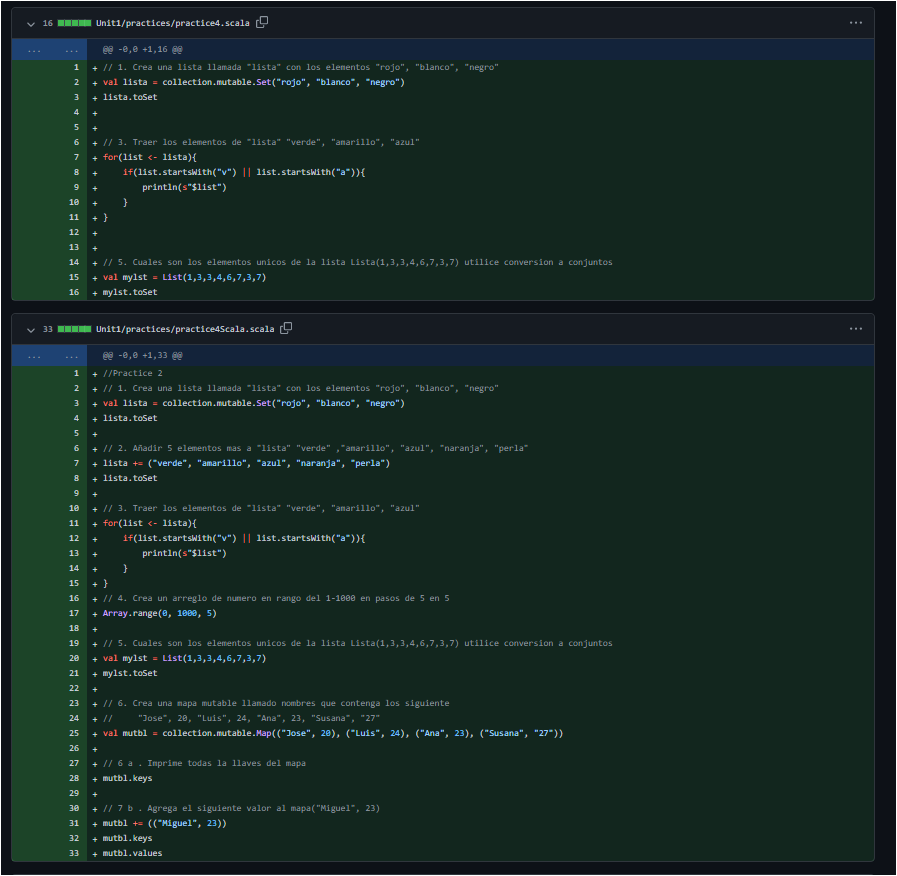 16 Unit1/practices/practice4.scala ...
... ... @@ -0,0 +1,16 @@
1 + // 1. Crea una lista llamada "lista" con los elementos "rojo", "blanco", "negro"
2 + val lista = collection.mutable.Set("rojo", "blanco", "negro")
3 + lista.toSet
4 +
5 +
6 + // 3. Traer los elementos de "lista" "verde", "amarillo", "azul"
7 + for(list <- lista){
8 +     if(list.startsWith("v") || list.startsWith("a")){
9 +         println(s"$list")
10 +     }
11 + }
12 +
13 +
14 + // 5. Cuales son los elementos unicos de la lista Lista(1,3,3,4,6,7,3,7) utilice conversion a conjuntos
15 + val mylst = List(1,3,3,4,6,7,3,7)
16 + mylst.toSet
33 Unit1/practices/practice4Scala.scala ...
... ... @@ -0,0 +1,33 @@
1 + //Practice 2
2 + // 1. Crea una lista llamada "lista" con los elementos "rojo", "blanco", "negro"
3 + val lista = collection.mutable.Set("rojo", "blanco", "negro")
4 + lista.toSet
5 +
6 + // 2. Añadir 5 elementos mas a "lista" "verde" ,"amarillo", "azul", "naranja", "perla"
7 + lista += ("verde", "amarillo", "azul", "naranja", "perla")
8 + lista.toSet
9 +
10 + // 3. Traer los elementos de "lista" "verde", "amarillo", "azul"
11 + for(list <- lista){
12 +     if(list.startsWith("v") || list.startsWith("a")){
13 +         println(s"$list")
14 +     }
15 + }
16 + // 4. Crea un arreglo de numero en rango del 1-1000 en pasos de 5 en 5
17 + Array.range(0, 1000, 5)
18 +
19 + // 5. Cuales son los elementos unicos de la lista Lista(1,3,3,4,6,7,3,7) utilice conversion a conjuntos
20 + val mylst = List(1,3,3,4,6,7,3,7)
21 + mylst.toSet
22 +
23 + // 6. Crea una mapa mutable llamado nombres que contenga los siguiente
24 + //     "Jose", 20, "Luis", 24, "Ana", 23, "Susana", "27"
25 + val mutbl = collection.mutable.Map(("Jose", 20), ("Luis", 24), ("Ana", 23), ("Susana", "27"))
26 +
27 + // 6 a . Imprime todas la llaves del mapa
28 + mutbl.keys
29 +
30 + // 7 b . Agrega el siguiente valor al mapa("Miguel", 23)
31 + mutbl += (("Miguel", 23))
32 + mutbl.keys
33 + mutbl.values